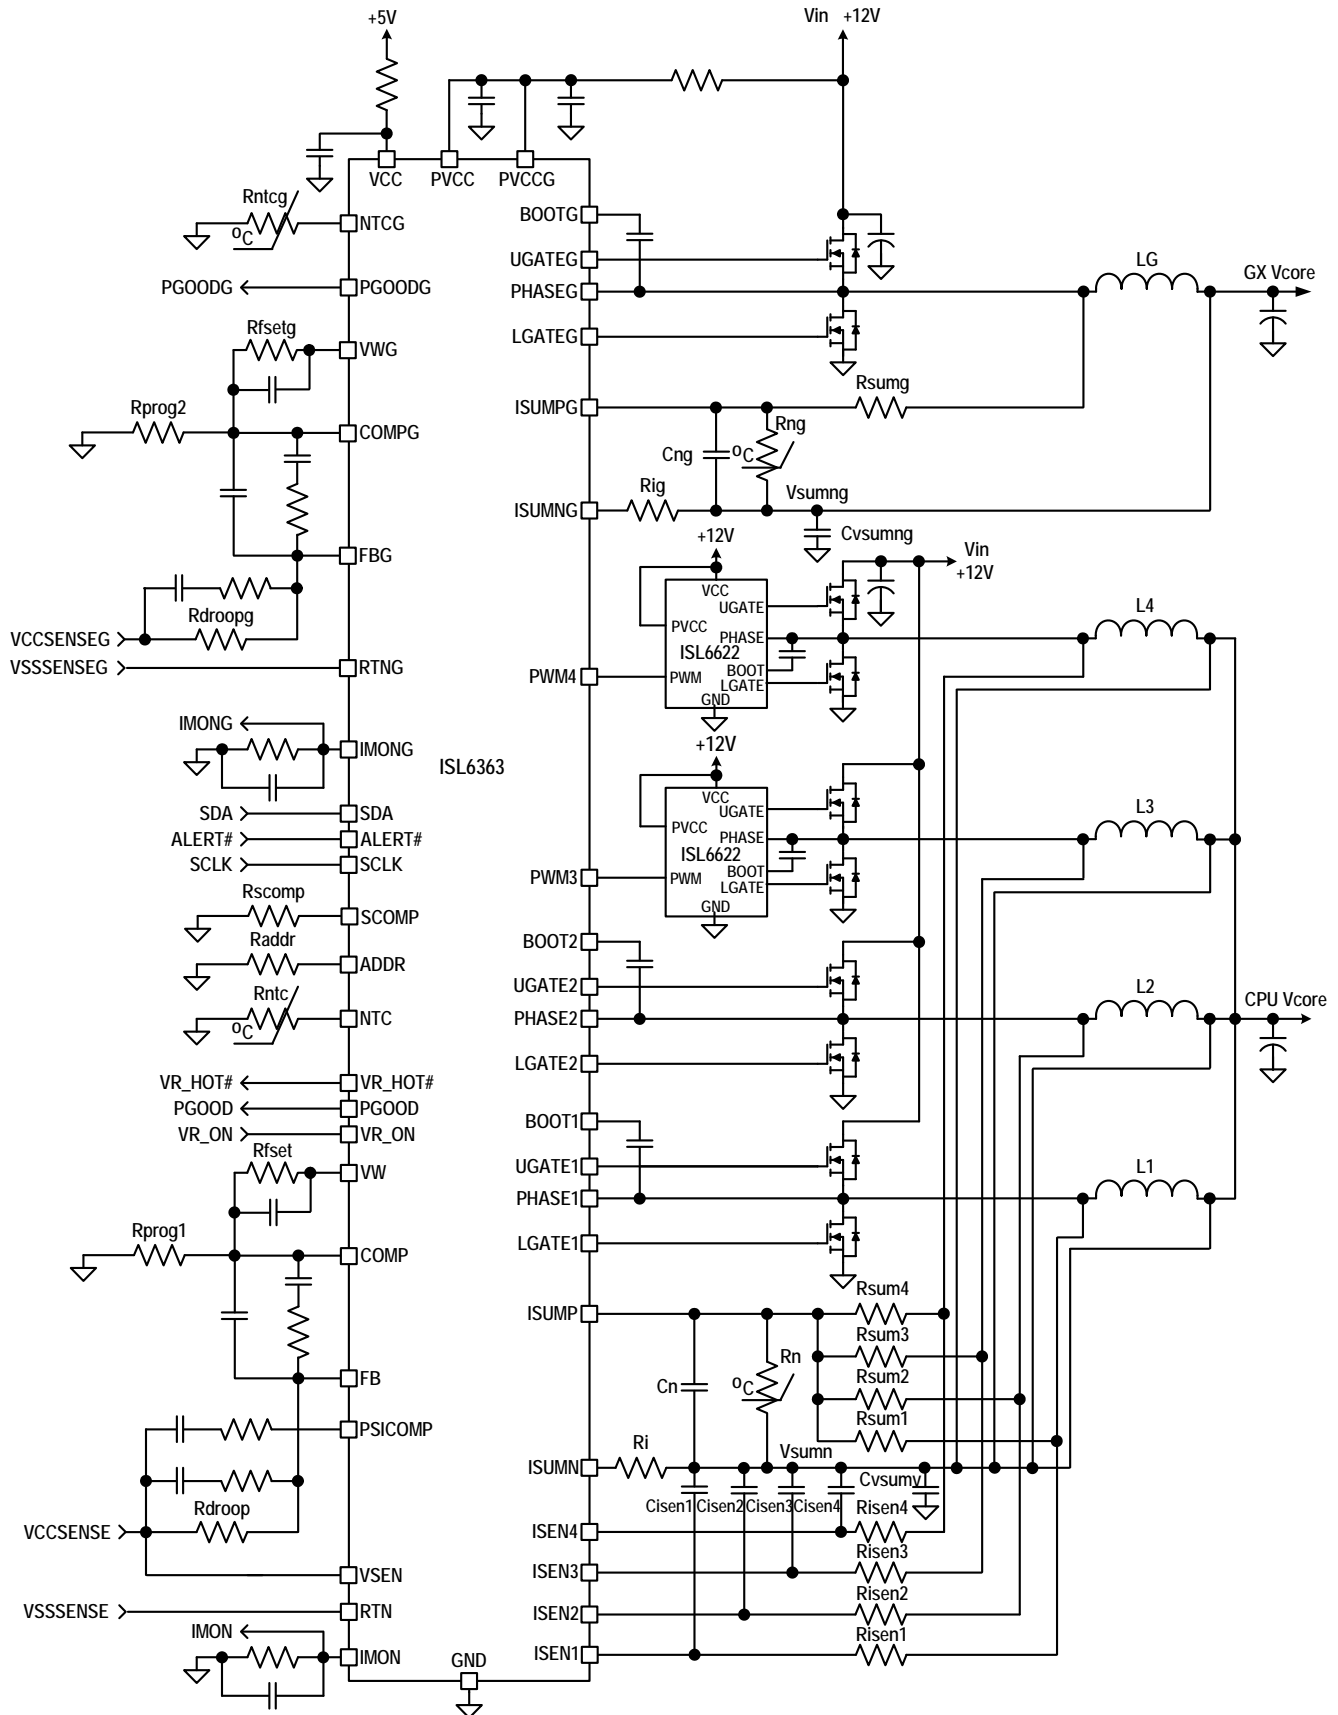 +5V
Vin +12V
VCC PVCC PVCCG
Rntcg
oC
NTCG
PGOODG PGOODG
Rfsetg
VWG
Rprog2
COMPG
FBG
Rdroopg
VCCSENSEG
VSSSENSEG RTNG
IMONG
IMONG
SDA SDA
ALERT# ALERT#
SCLK SCLK
Rscomp
SCOMP
Raddr
ADDR
Rntc
oC
NTC
VR_HOT# VR_HOT#
PGOOD PGOOD
VR_ON VR_ON
Rfset
VW
Rprog1
COMP
FB
PSICOMP
Rdroop
VCCSENSE
VSEN
VSSSENSE RTN
IMON
IMON
GND
ISL6363
BOOTG
UGATEG
PHASEG
LGATEG
LG
GX Vcore
Rsumg
ISUMPG
Rng
Cng
oC
Rig
Vsumng
ISUMNG
Cvsumng
+12V
Vin
+12V
VCC
UGATE
PVCC
PHASE
ISL6622
BOOT
PWM
LGATE
GND
PWM4
L4
+12V
VCC
UGATE
PVCC
PHASE
ISL6622
BOOT
PWM
LGATE
GND
PWM3
L3
BOOT2
UGATE2
PHASE2
LGATE2
L2
CPU Vcore
BOOT1
UGATE1
PHASE1
LGATE1
L1
Rsum4
ISUMP
Rsum3
Rn
Rsum2
Cn
oC
Rsum1
Ri
Vsumn
ISUMN
Cvsumv
Cisen1 Cisen2 Cisen3 Cisen4
Risen4
ISEN4
Risen3
ISEN3
Risen2
ISEN2
Risen1
ISEN1